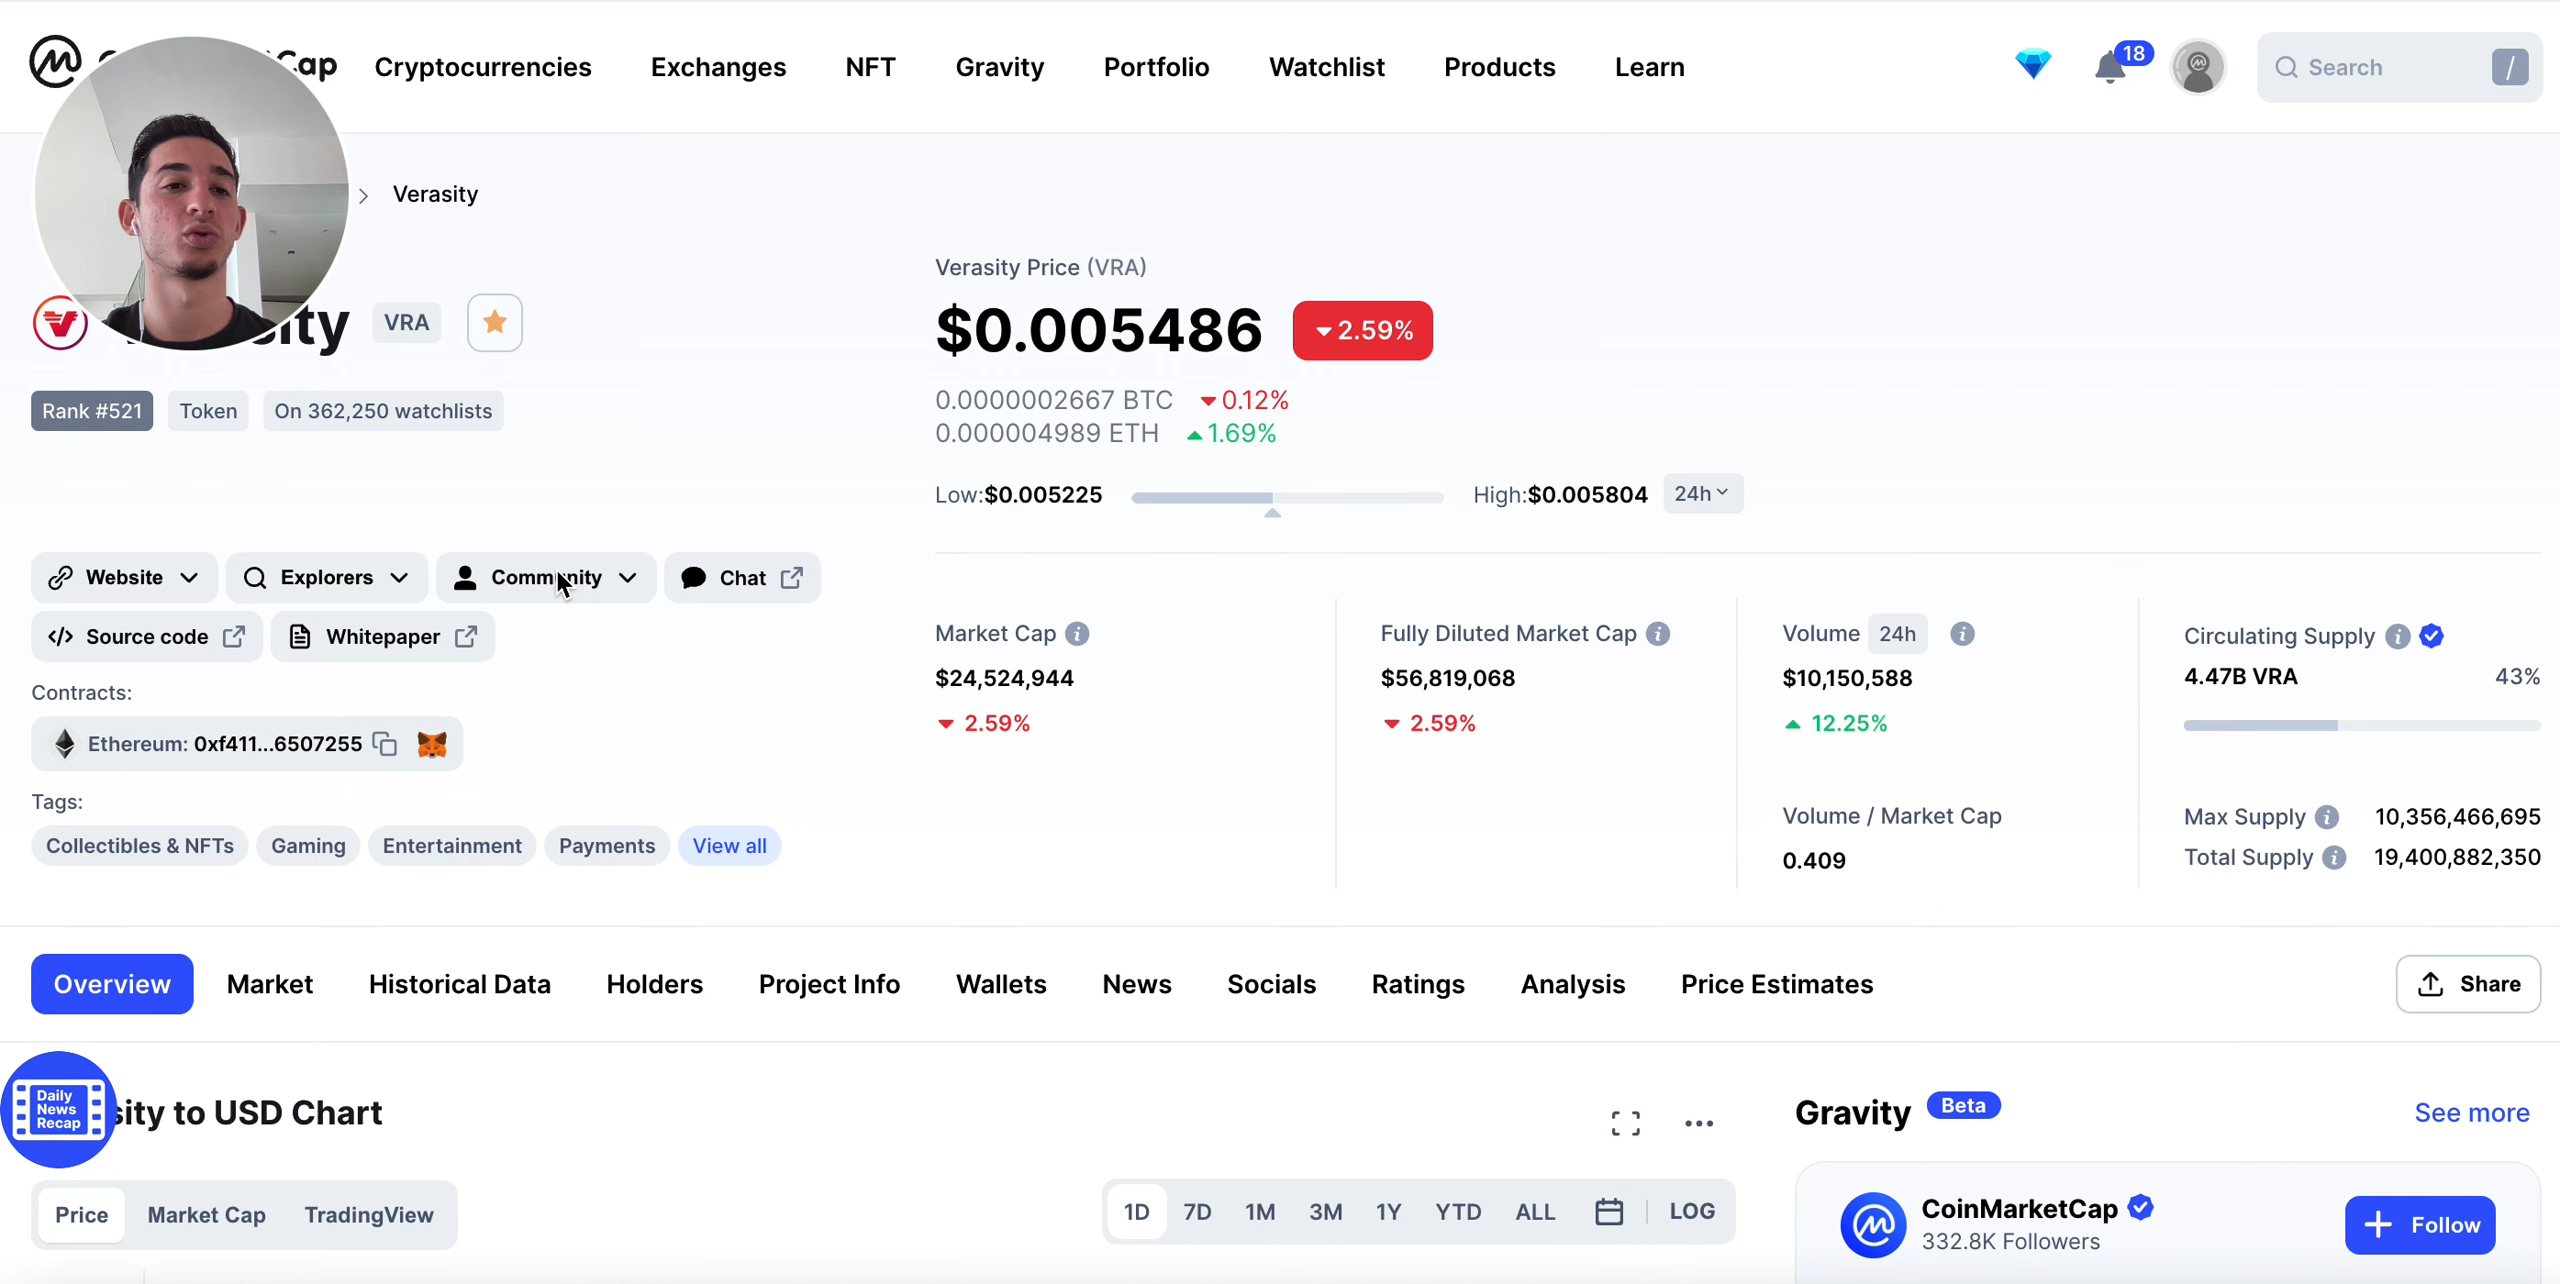 Cap
Cryptocurrencies Exchanges NFT Gravity Portfolio Watchlist Products Learn
18
Search /
Verasity
VRA
Rank #521 Token On 362,250 watchlists
Verasity Price (VRA)
$0.005486 2.59%
0.0000002667 BTC 0.12%
0.000004989 ETH 1.69%
Low:$0.005225 High:$0.005804 24h
Website Explorers Community Chat
Source code Whitepaper
Contracts:
Ethereum: 0xf411...6507255
Tags:
Collectibles & NFTs Gaming Entertainment Payments View all
Market Cap
$24,524,944
2.59%
Fully Diluted Market Cap
$56,819,068
2.59%
Volume 24h
$10,150,588
12.25%
Volume / Market Cap
0.409
Circulating Supply
4.47B VRA 43%
Max Supply 10,356,466,695
Total Supply 19,400,882,350
Overview Market Historical Data Holders Project Info Wallets News Socials Ratings Analysis Price Estimates Share
Daily
News
Recap
sity to USD Chart
Price Market Cap TradingView
1D 7D 1M 3M 1Y YTD ALL LOG
Gravity Beta See more
CoinMarketCap
332.8K Followers
Follow